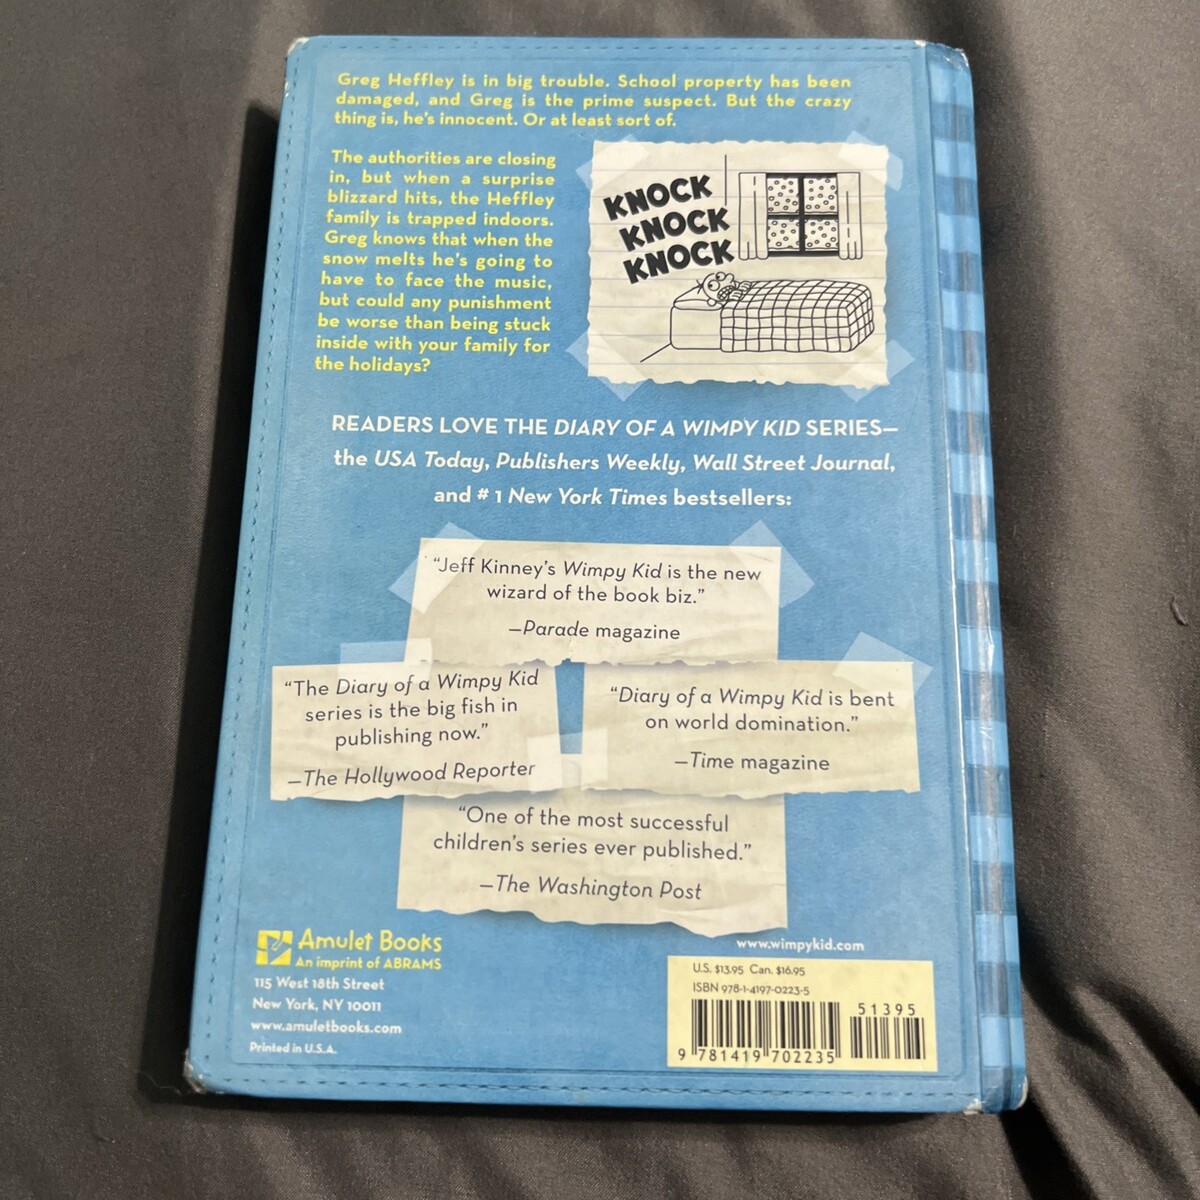 Greg Heffley is in big trouble. School property has been
damaged, and Greg is the prime suspect. But the crazy
thing is, he's innocent. Or at least sort of.
The authorities are closing
in, but when a surprise
blizzard hits, the Heffley
family is trapped indoors.
Greg knows that when the
snow melts he's going to
have to face the music,
but could any punishment
be worse than being stuck
inside with your family for
the holidays?
KNOCK
KNOCK
KNOCK
READERS LOVE THE DIARY OF A WIMPY KID SERIES—
the USA Today, Publishers Weekly, Wall Street Journal,
and #1 New York Times bestsellers:
"Jeff Kinney's Wimpy Kid is the new
wizard of the book biz."
—Parade magazine
"The Diary of a Wimpy Kid
series is the big fish in
publishing now."
—The Hollywood Reporter
"Diary of a Wimpy Kid is bent
on world domination."
—Time magazine
"One of the most successful
children's series ever published."
—The Washington Post
Amulet Books
An imprint of ABRAMS
115 West 18th Street
New York, NY 10011
www.amuletbooks.com
Printed in U.S.A.
www.wimpykid.com
U.S. $13.95 Can. $16.95
ISBN 978-1-4197-0223-5
51395
9 781419 702235